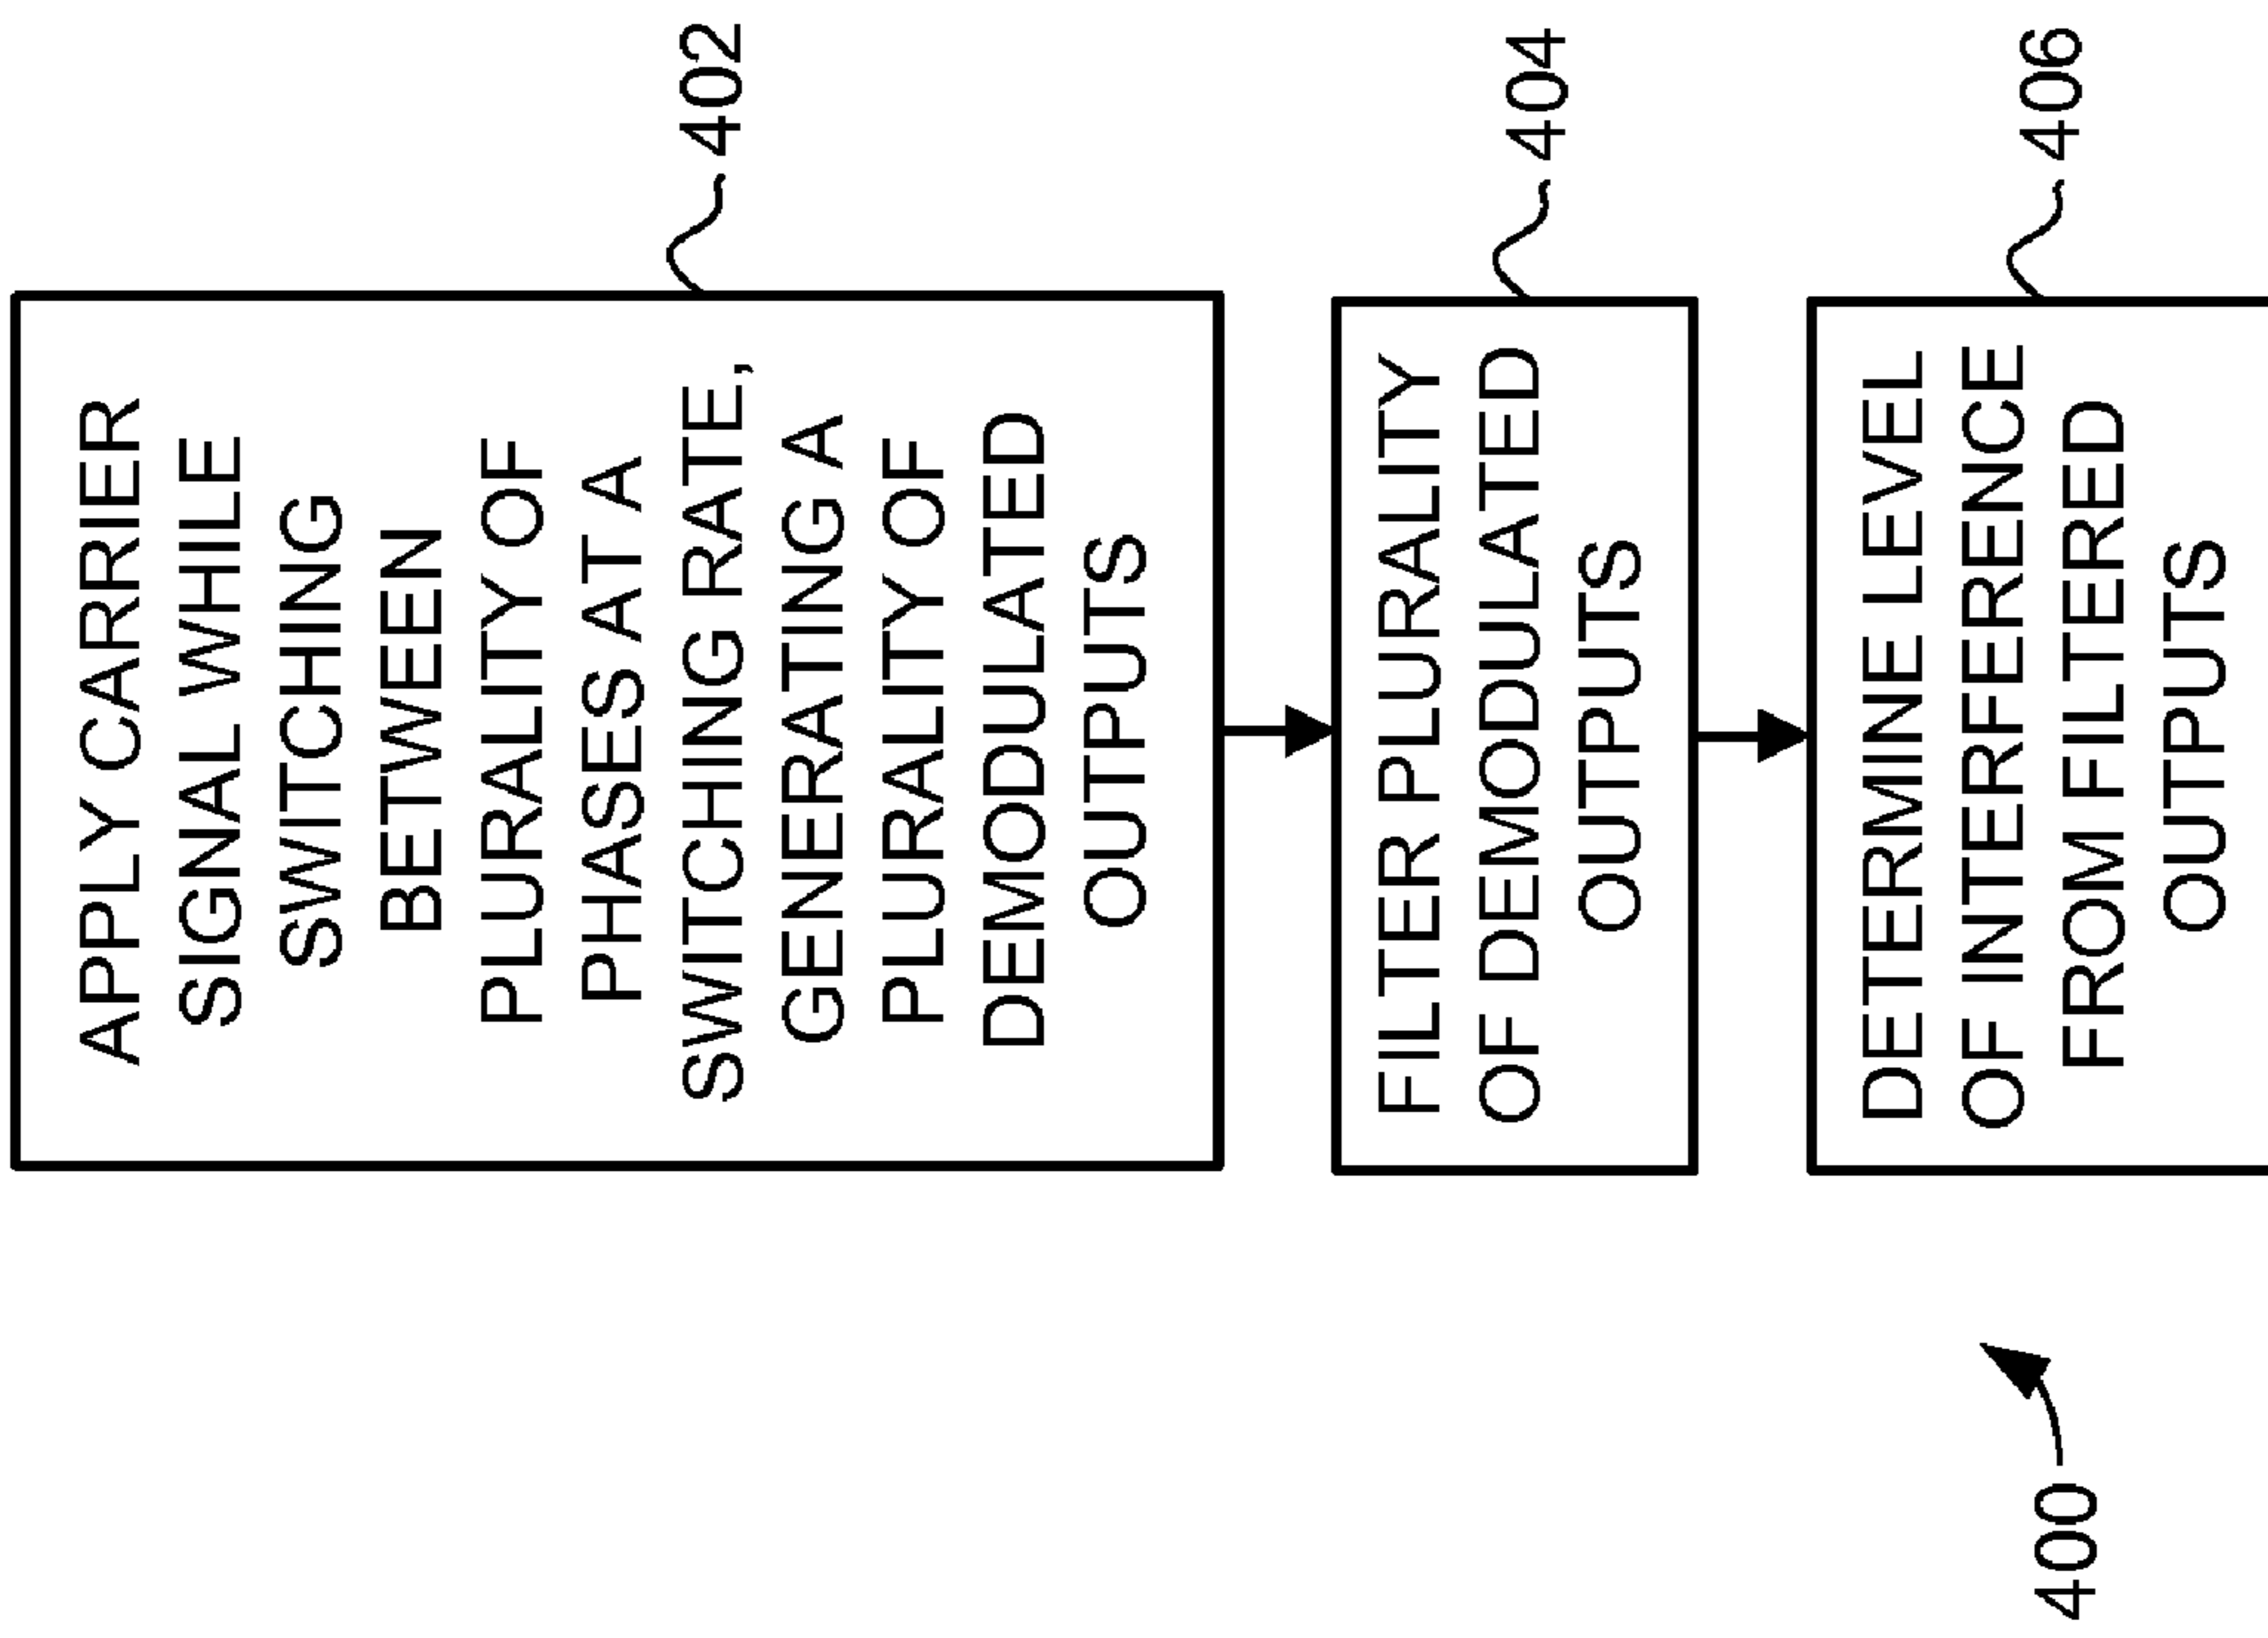 APPLY CARRIER
SIGNAL WHILE
SWITCHING
BETWEEN
PLURALITY OF
PHASES AT A
SWITCHING RATE,
GENERATING A
PLURALITY OF
DEMODULATED
OUTPUTS
402
FILTER PLURALITY
OF DEMODULATED
OUTPUTS
404
DETERMINE LEVEL
OF INTERFERENCE
FROM FILTERED
OUTPUTS
406
400